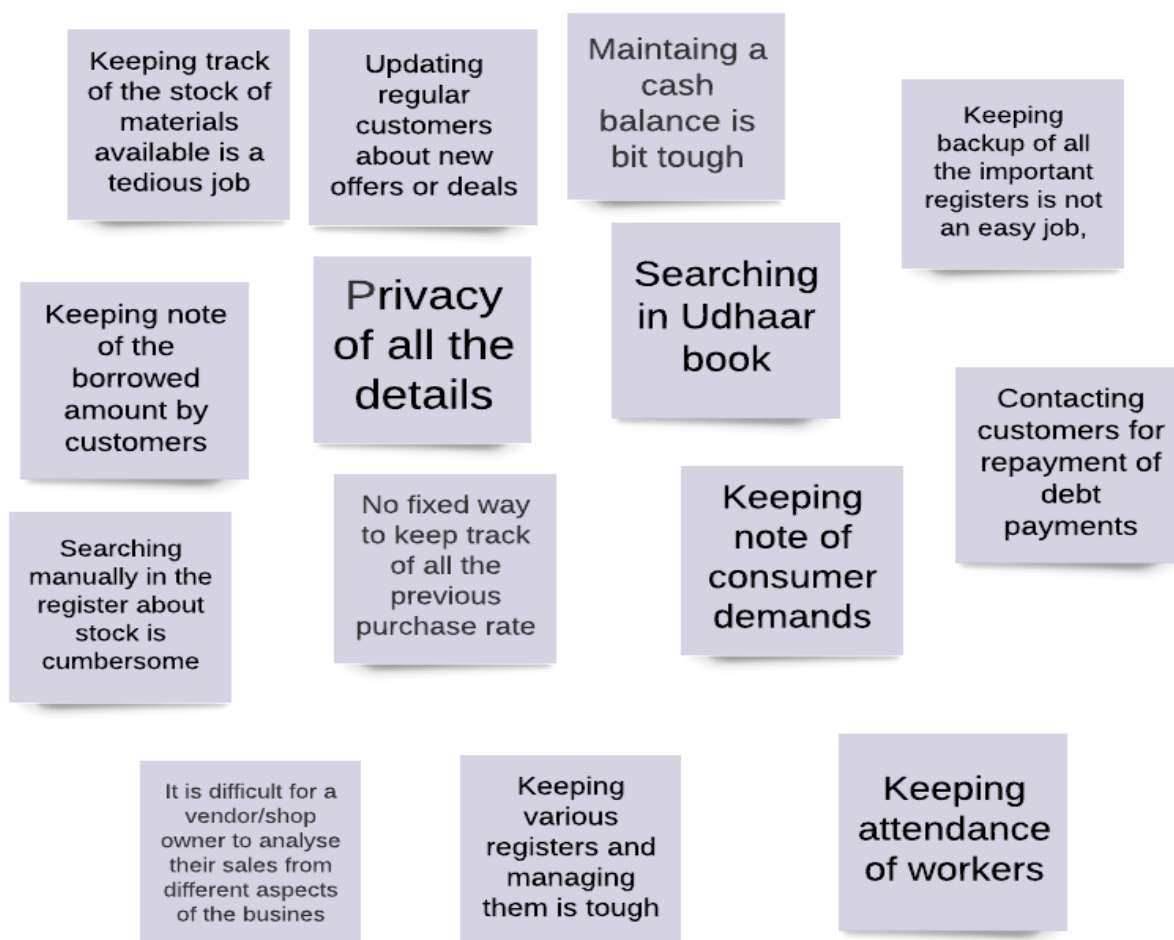 Keeping track
of the stock of
materials
available is a
tedious job
Updating
regular
customers
about new
offers or deals
Maintaing a
cash
balance is
bit tough
Keeping
backup of all
the important
registers is not
an easy job,
Keeping note
of the
borrowed
amount by
customers
Privacy
of all the
details
Searching
in Udhaar
book
Contacting
customers for
repayment of
debt
payments
Searching
manually in the
register about
stock is
cumbersome
No fixed way
to keep track
of all the
previous
purchase rate
Keeping
note of
consumer
demands
It is difficult for a
vendor/shop
owner to analyse
their sales from
different aspects
of the busines
Keeping
various
registers and
managing
them is tough
Keeping
attendance
of workers